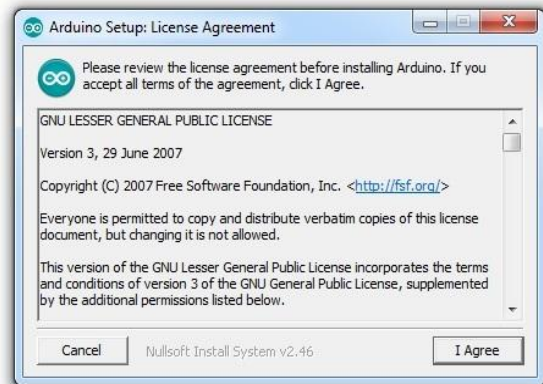 Arduino Setup: License Agreement
Please review the license agreement before installing Arduino. If you
accept all terms of the agreement, click I Agree.
GNU LESSER GENERAL PUBLIC LICENSE
Version 3, 29 June 2007
Copyright (C) 2007 Free Software Foundation, Inc. <http://fsf.org/>
Everyone is permitted to copy and distribute verbatim copies of this license
document, but changing it is not allowed.
This version of the GNU Lesser General Public License incorporates the terms
and conditions of version 3 of the GNU General Public License, supplemented
by the additional permissions listed below.
Cancel Nullsoft Install System v2.46 I Agree